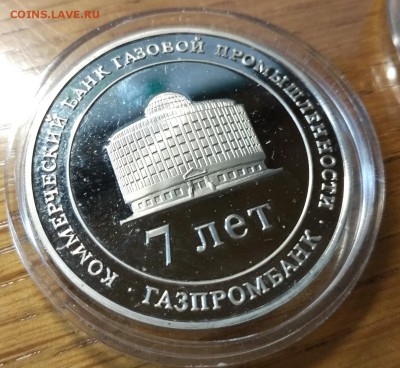 COINS.LAVE.RU
КОММЕРЧЕСКИЙ БАНК ГАЗОВОЙ ПРОМЫШЛЕННОСТИ
7 лет
· ГАЗПРОМБАНК ·